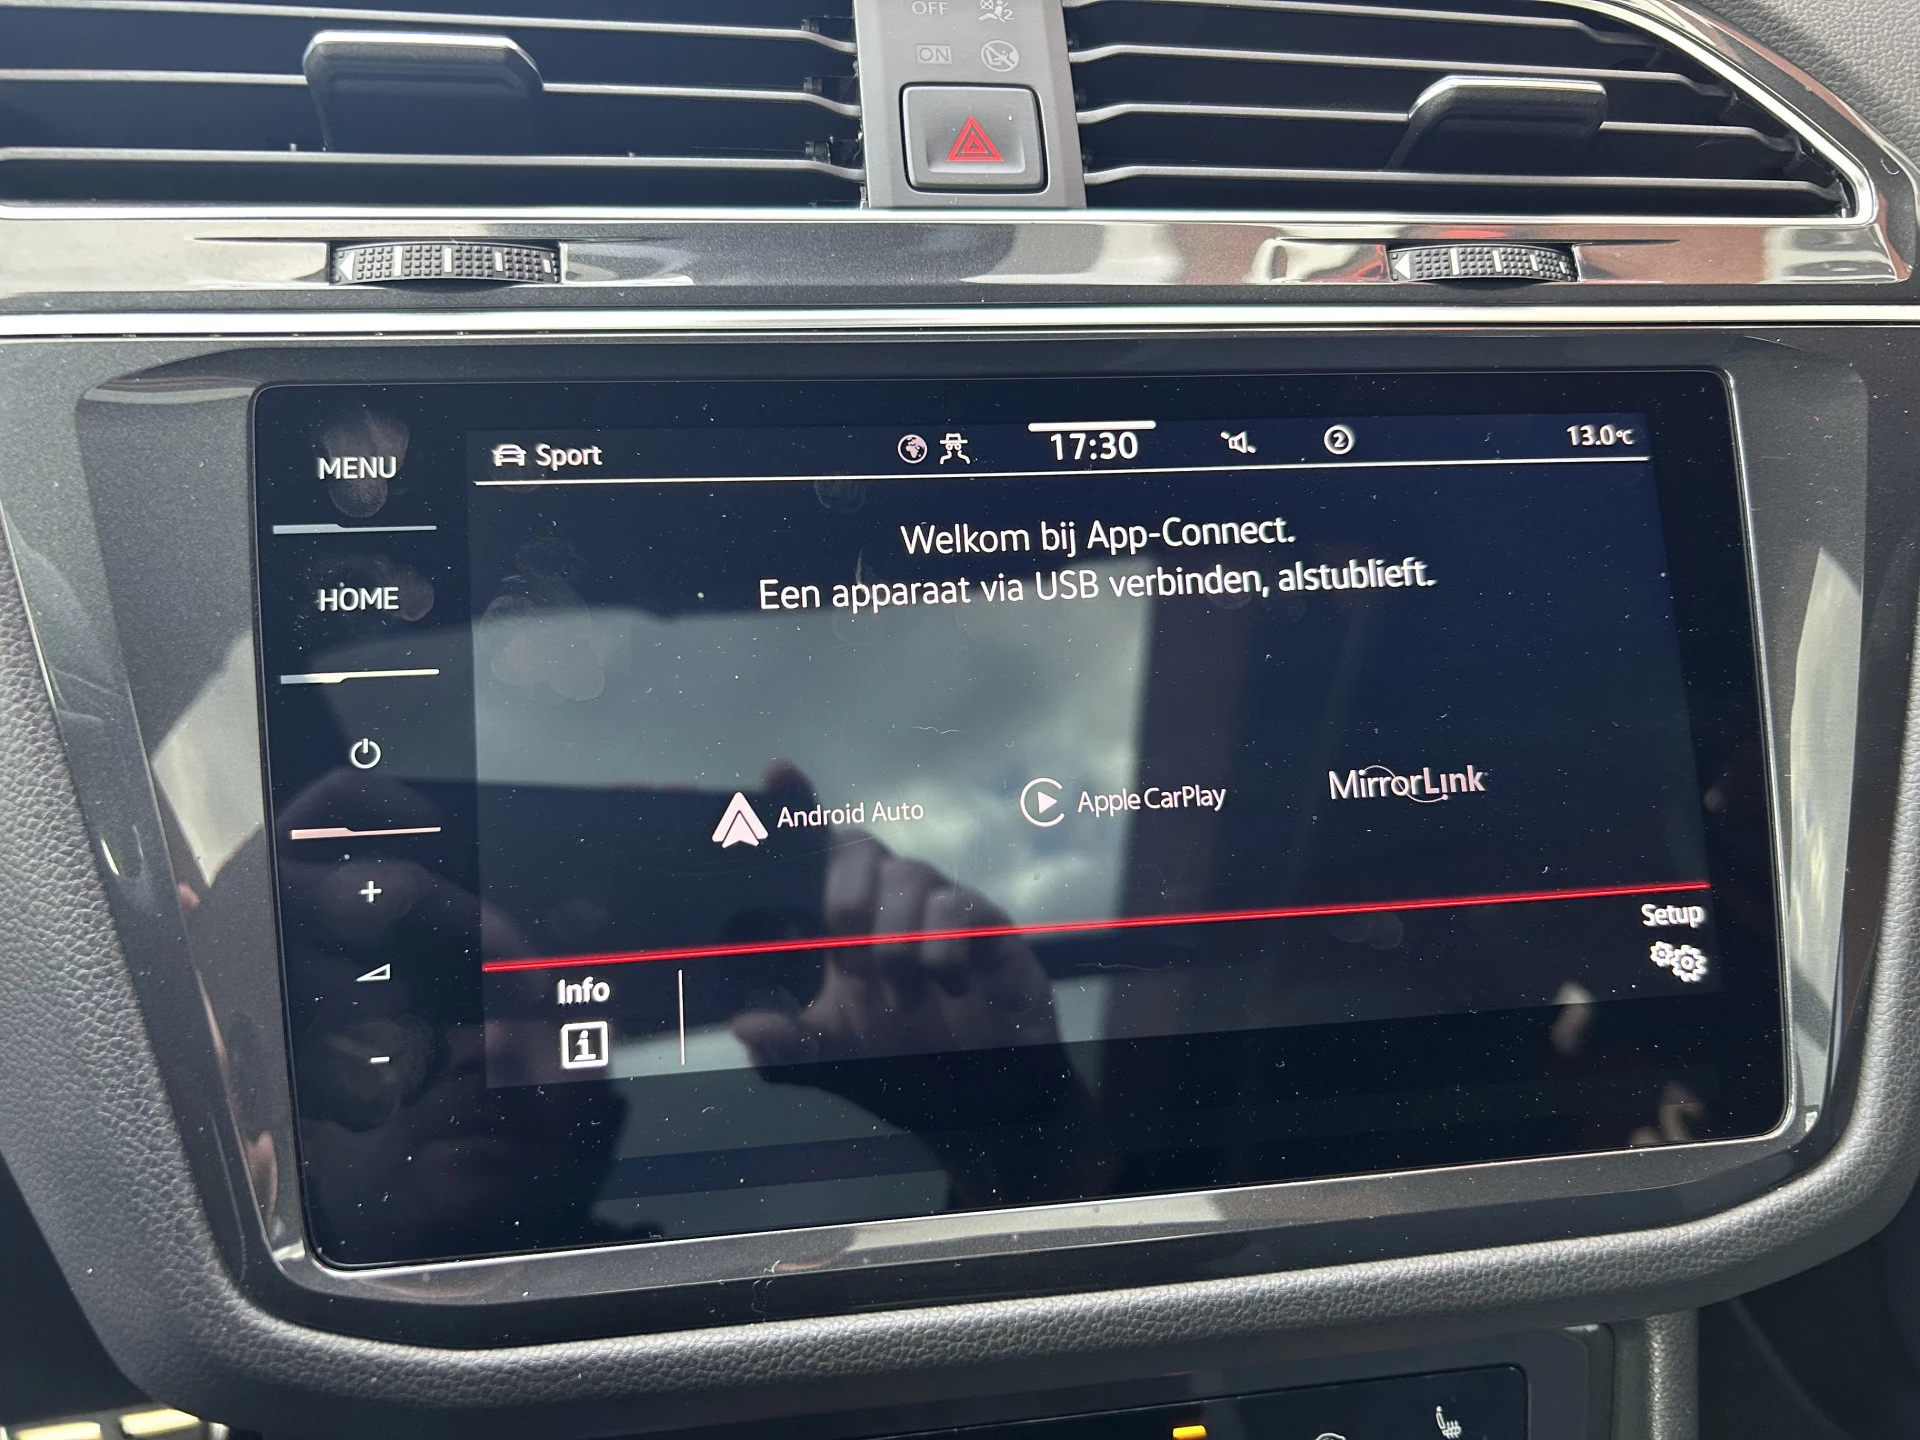 OFF
ON
MENU
HOME
Sport
17:30
2
13.0°C
Welkom bij App-Connect.
Een apparaat via USB verbinden, alstublieft.
Android Auto
Apple CarPlay
MirrorLink
Setup
Info